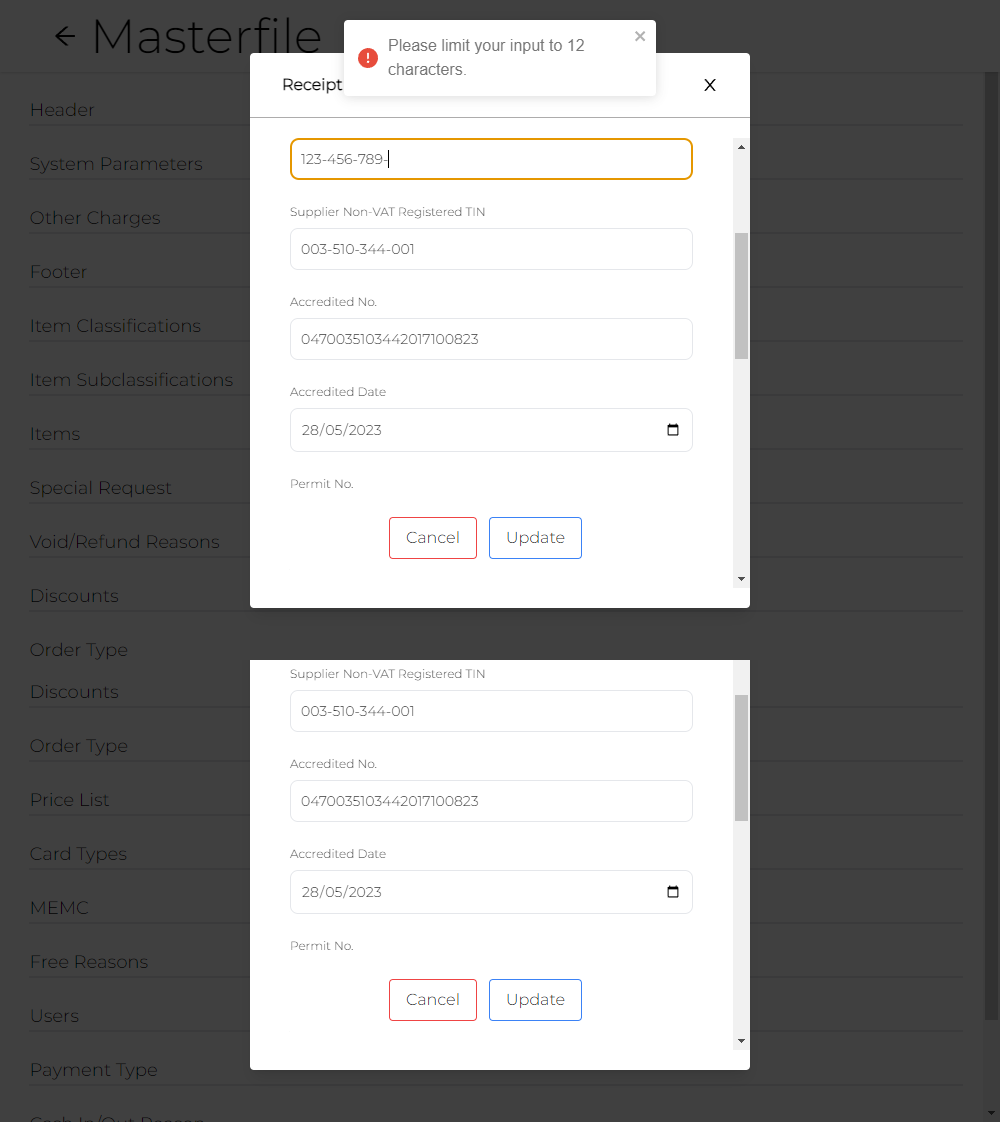 ← Masterfile
Please limit your input to 12
characters.
×
Receipt
X
Header
System Parameters
Other Charges
Footer
Item Classifications
Item Subclassifications
Items
Special Request
Void/Refund Reasons
Discounts
Order Type
Discounts
Order Type
Price List
Card Types
MEMC
Free Reasons
Users
Payment Type
Cash In/Out Reason
123-456-789-
Supplier Non-VAT Registered TIN
003-510-344-001
Accredited No.
0470035103442017100823
Accredited Date
28/05/2023
Permit No.
Cancel Update
Supplier Non-VAT Registered TIN
003-510-344-001
Accredited No.
0470035103442017100823
Accredited Date
28/05/2023
Permit No.
Cancel Update